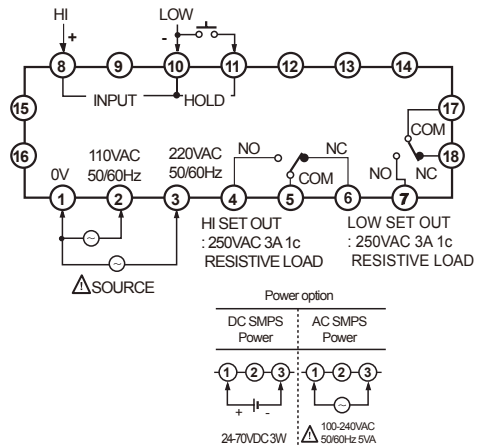 HI
LOW
+
-
8 9 10 11 12 13 14
INPUT HOLD
15
17
COM
16
18
0V
110VAC
50/60Hz
220VAC
50/60Hz
NO NC
COM
NO NC
1 2 3 4 5 6 7
HI SET OUT
: 250VAC 3A 1c
RESISTIVE LOAD
LOW SET OUT
: 250VAC 3A 1c
RESISTIVE LOAD
SOURCE
Power option
DC SMPS
Power
AC SMPS
Power
1 2 3
1 2 3
+ -
24-70VDC 3W
100-240VAC
50/60Hz 5VA